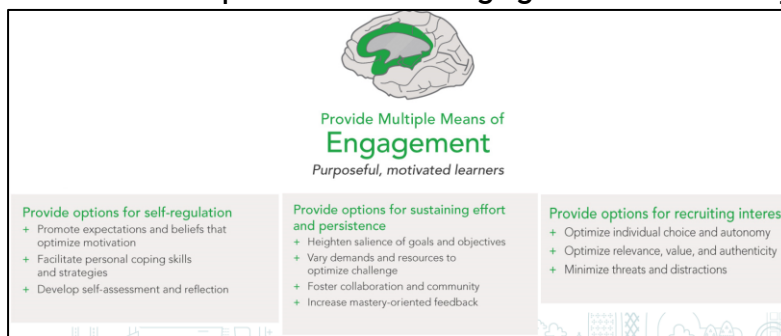 Provide Multiple Means of
Engagement
Purposeful, motivated learners
Provide options for self-regulation
+ Promote expectations and beliefs that
optimize motivation
+ Facilitate personal coping skills
and strategies
+ Develop self-assessment and reflection
Provide options for sustaining effort
and persistence
+ Heighten salience of goals and objectives
+ Vary demands and resources to
optimize challenge
+ Foster collaboration and community
+ Increase mastery-oriented feedback
Provide options for recruiting interes
+ Optimize individual choice and autonomy
+ Optimize relevance, value, and authenticity
+ Minimize threats and distractions